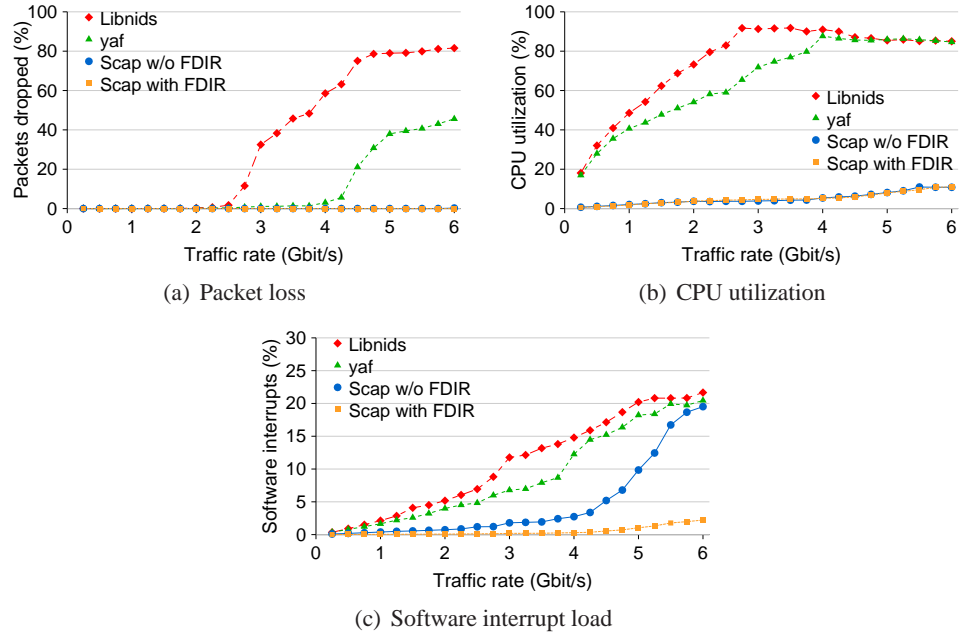 Packets dropped (%)
100
80
60
40
20
0
Libnids
yaf
Scap w/o FDIR
Scap with FDIR
0 1 2 3 4 5 6
Traffic rate (Gbit/s)
(a) Packet loss
CPU utilization (%)
100
80
60
40
20
0
Libnids
yaf
Scap w/o FDIR
Scap with FDIR
0 1 2 3 4 5 6
Traffic rate (Gbit/s)
(b) CPU utilization
Software interrupts (%)
30
25
20
15
10
5
0
Libnids
yaf
Scap w/o FDIR
Scap with FDIR
0 1 2 3 4 5 6
Traffic rate (Gbit/s)
(c) Software interrupt load